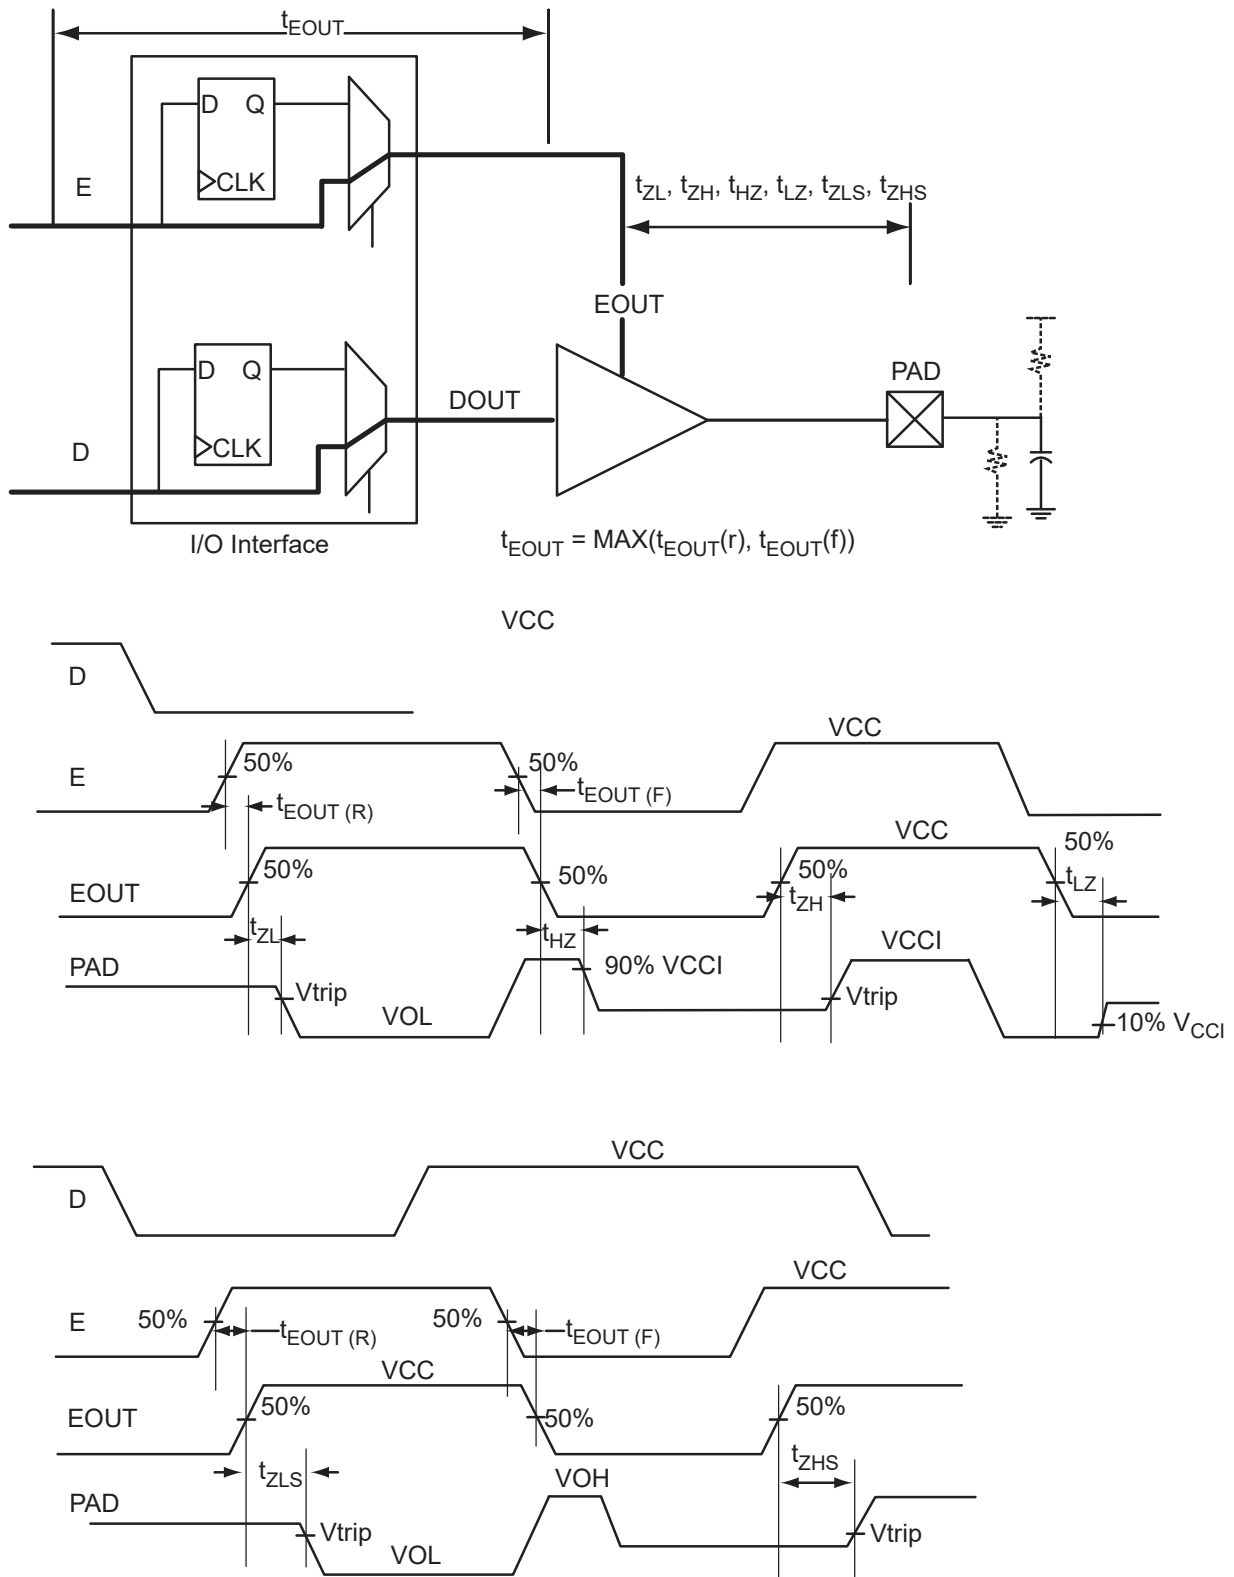 tEOUT
D Q
CLK
E
tZL, tZH, tHZ, tLZ, tZLS, tZHS
EOUT
D Q
CLK
D
DOUT
PAD
I/O Interface
tEOUT = MAX(tEOUT(r), tEOUT(f))
VCC
D
VCC
E
50%
50%
tEOUT (R)
tEOUT (F)
VCC
50%
EOUT
50%
50%
50%
tZL
tHZ
tZH
tLZ
PAD
VCCI
90% VCCI
Vtrip
VOL
Vtrip
10% VCCI
VCC
D
VCC
E
50%
50%
tEOUT (R)
tEOUT (F)
VCC
EOUT
50%
50%
50%
tZLS
VOH
tZHS
PAD
Vtrip
VOL
Vtrip